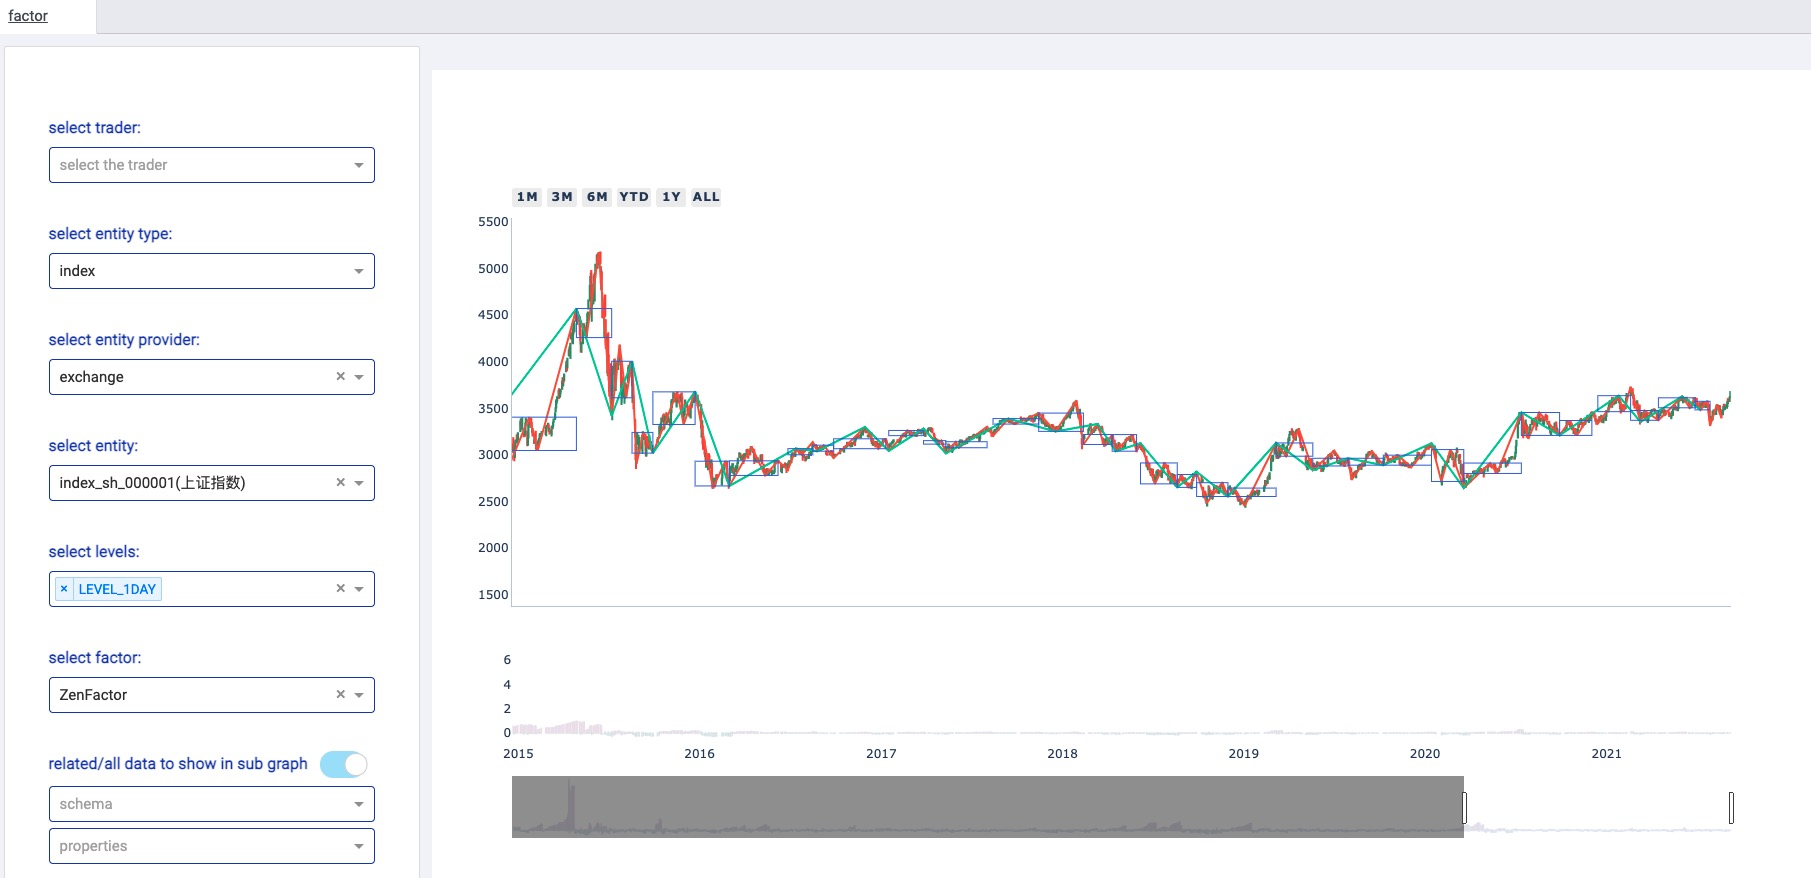 factor
select trader:
select the trader
select entity type:
index
select entity provider:
exchange × 
select entity:
index_sh_000001(上证指数) ×
select levels:
× LEVEL_1DAY ×
select factor:
ZenFactor ×
related/all data to show in sub graph
schema
properties
1M 3M 6M YTD 1Y ALL
5500
5000
4500
4000
3500
3000
2500
2000
1500
6
4
2
0
2015 2016 2017 2018 2019 2020 2021